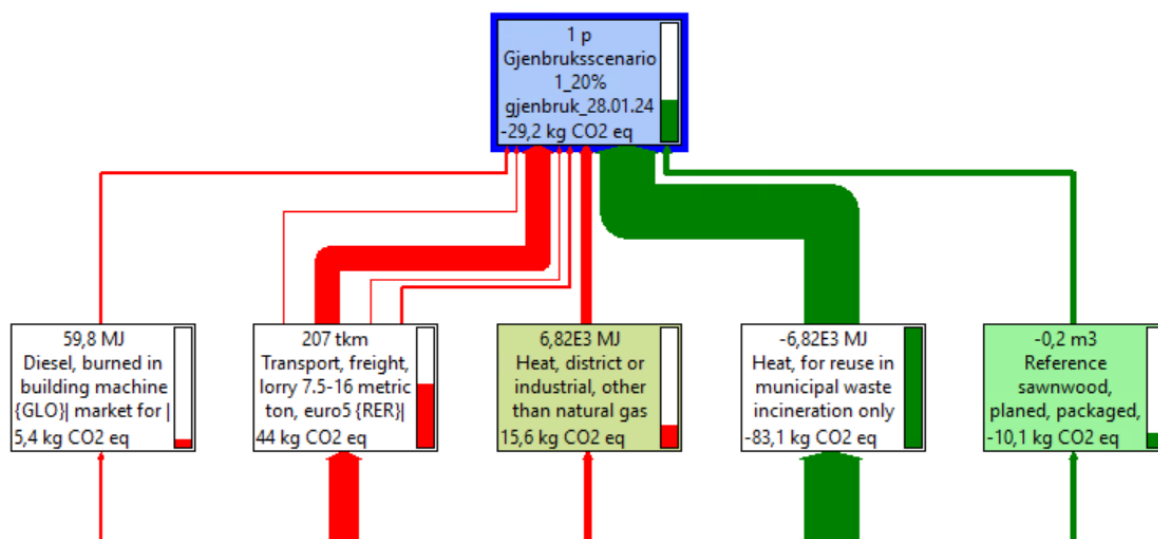 1 p
Gjenbruksscenario
1_20%
gjenbruk_28.01.24
-29,2 kg CO2 eq
59,8 MJ
Diesel, burned in
building machine
{GLO}| market for |
5,4 kg CO2 eq
207 tkm
Transport, freight,
lorry 7.5-16 metric
ton, euro5 {RER}|
44 kg CO2 eq
6,82E3 MJ
Heat, district or
industrial, other
than natural gas
15,6 kg CO2 eq
-6,82E3 MJ
Heat, for reuse in
municipal waste
incineration only
-83,1 kg CO2 eq
-0,2 m3
Reference
sawnwood,
planed, packaged,
-10,1 kg CO2 eq